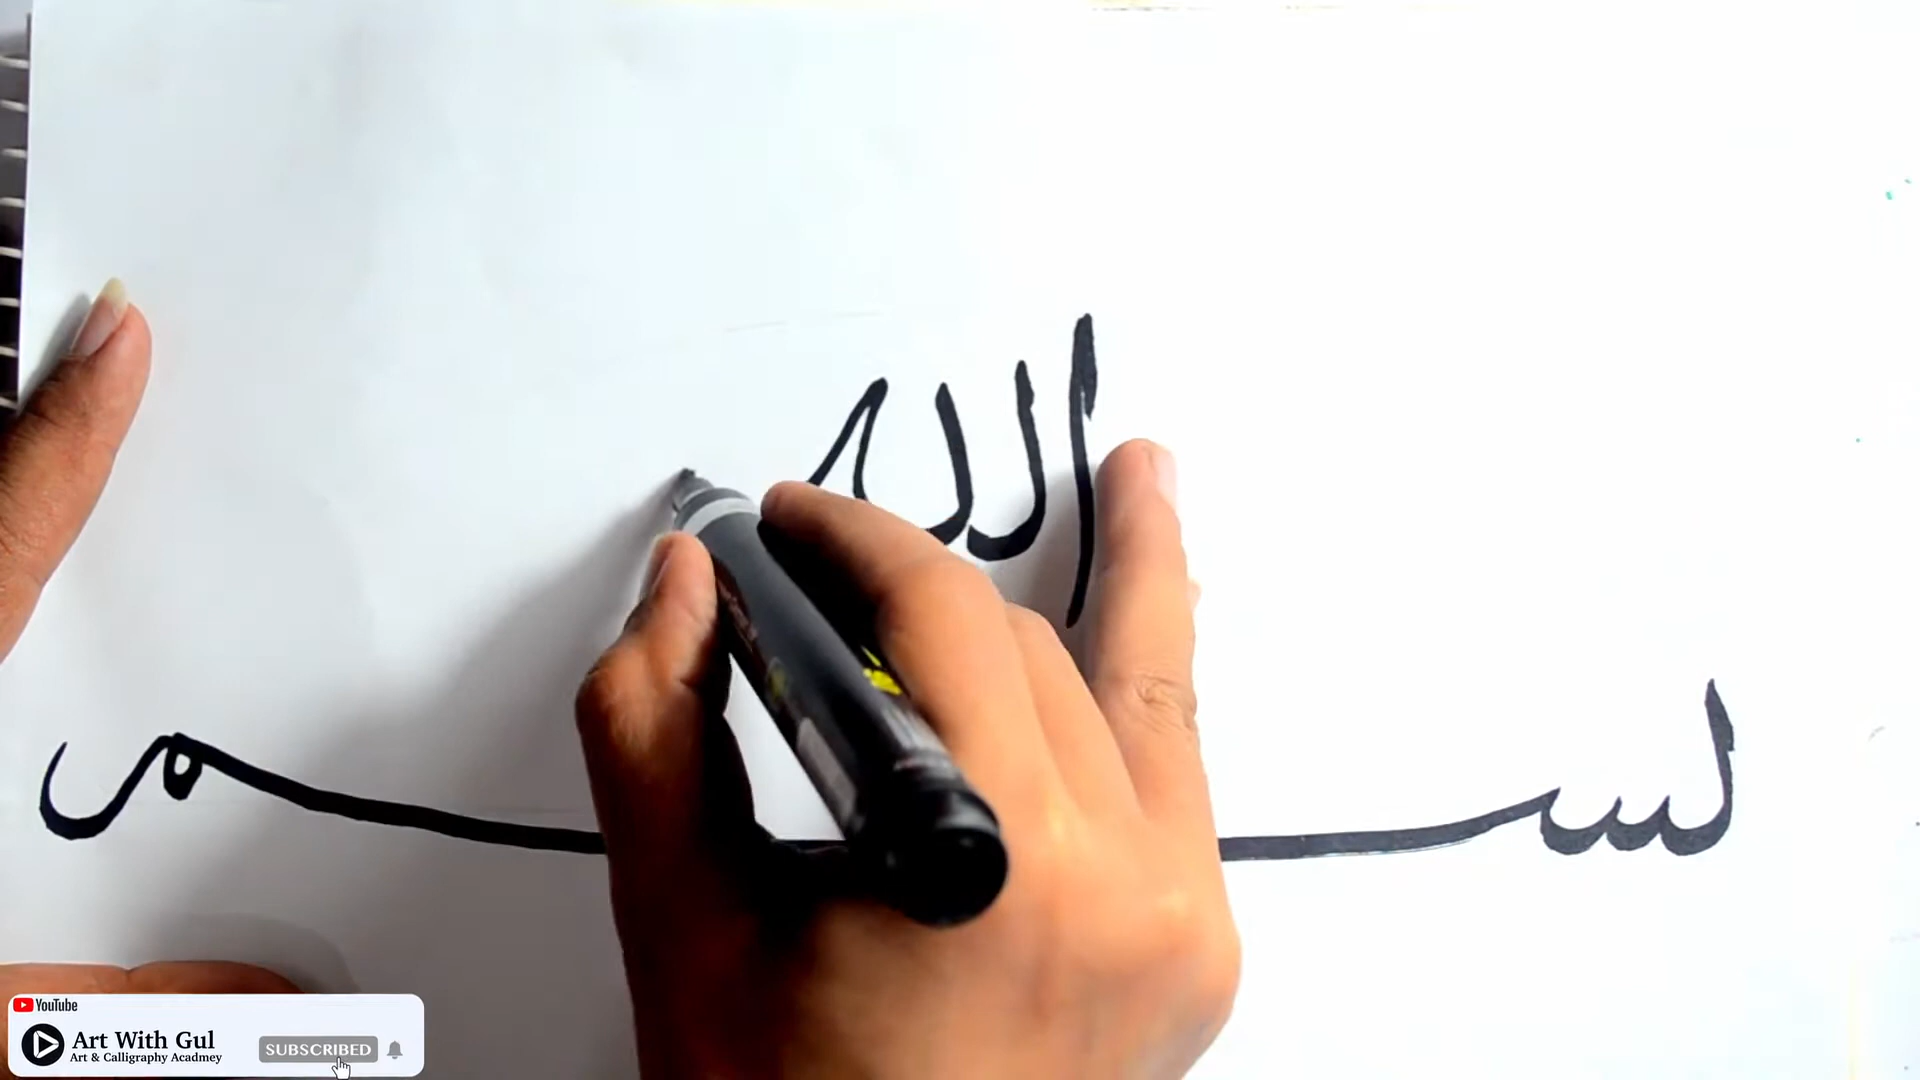 الله
بسم
YouTube
Art With Gul
Art & Calligraphy Acadmey
SUBSCRIBED